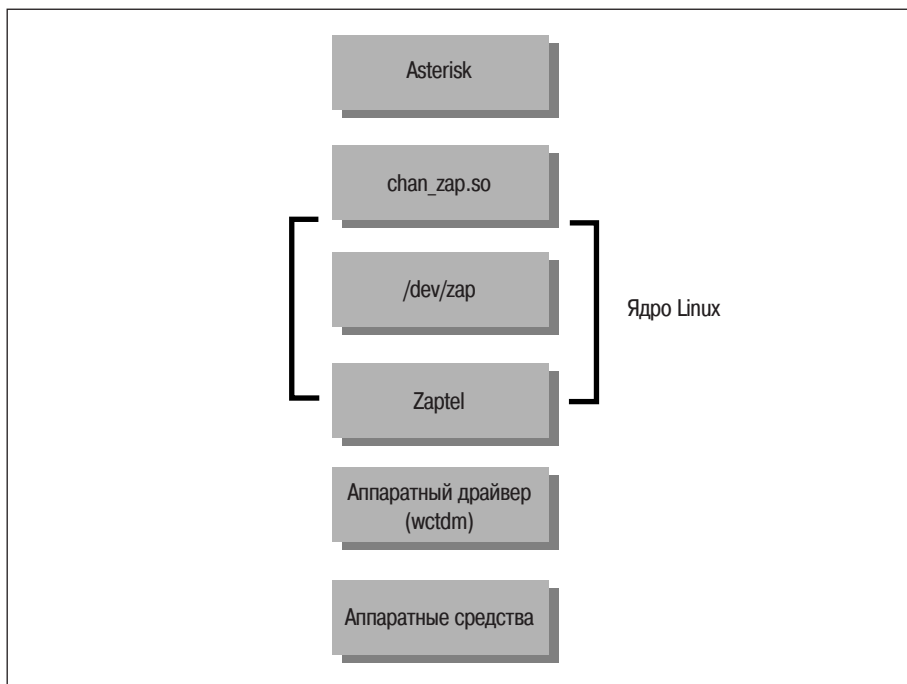 Asterisk
chan_zap.so
/dev/zap
Ядро Linux
Zaptel
Аппаратный драйвер
(wctdm)
Аппаратные средства